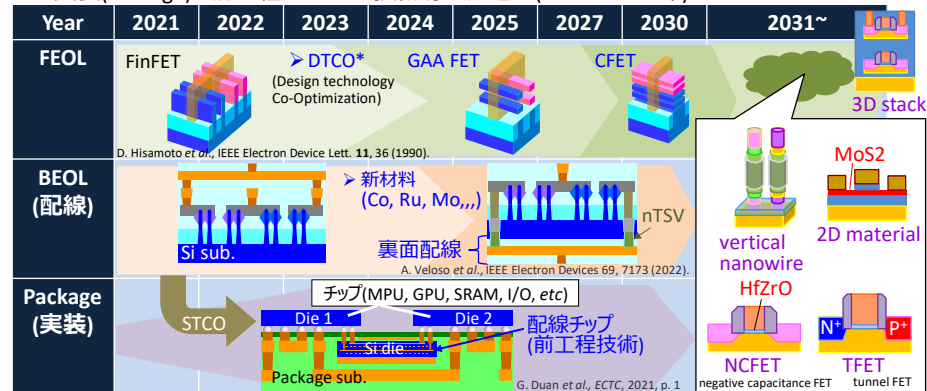 Year 2021 2022 2023 2024 2025 2027 2030 2031~
FEOL
FinFET
➢ DTCO*
(Design technology
Co-Optimization)
GAA FET
CFET
3D stack
D. Hisamoto et al., IEEE Electron Device Lett. 11, 36 (1990).
BEOL
(配線)
Si sub.
➢ 新材料
(Co, Ru, Mo,,,)
裏面配線
nTSV
A. Veloso et al., IEEE Electron Devices 69, 7173 (2022).
Package
(実装)
STCO
チップ(MPU, GPU, SRAM, I/O, etc)
Die 1
Die 2
Si die
Package sub.
配線チップ
(前工程技術)
G. Duan et al., ECTC, 2021, p. 1
vertical
nanowire
MoS2
2D material
HfZrO
NCFET
negative capacitance FET
N+
P+
TFET
tunnel FET